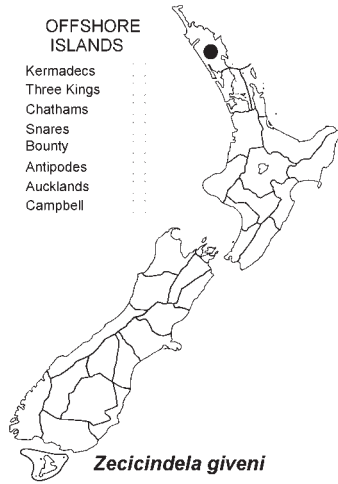 OFFSHORE
ISLANDS
Kermadecs
Three Kings
Chathams
Snares
Bounty
Antipodes
Aucklands
Campbell
Zecicindela giveni